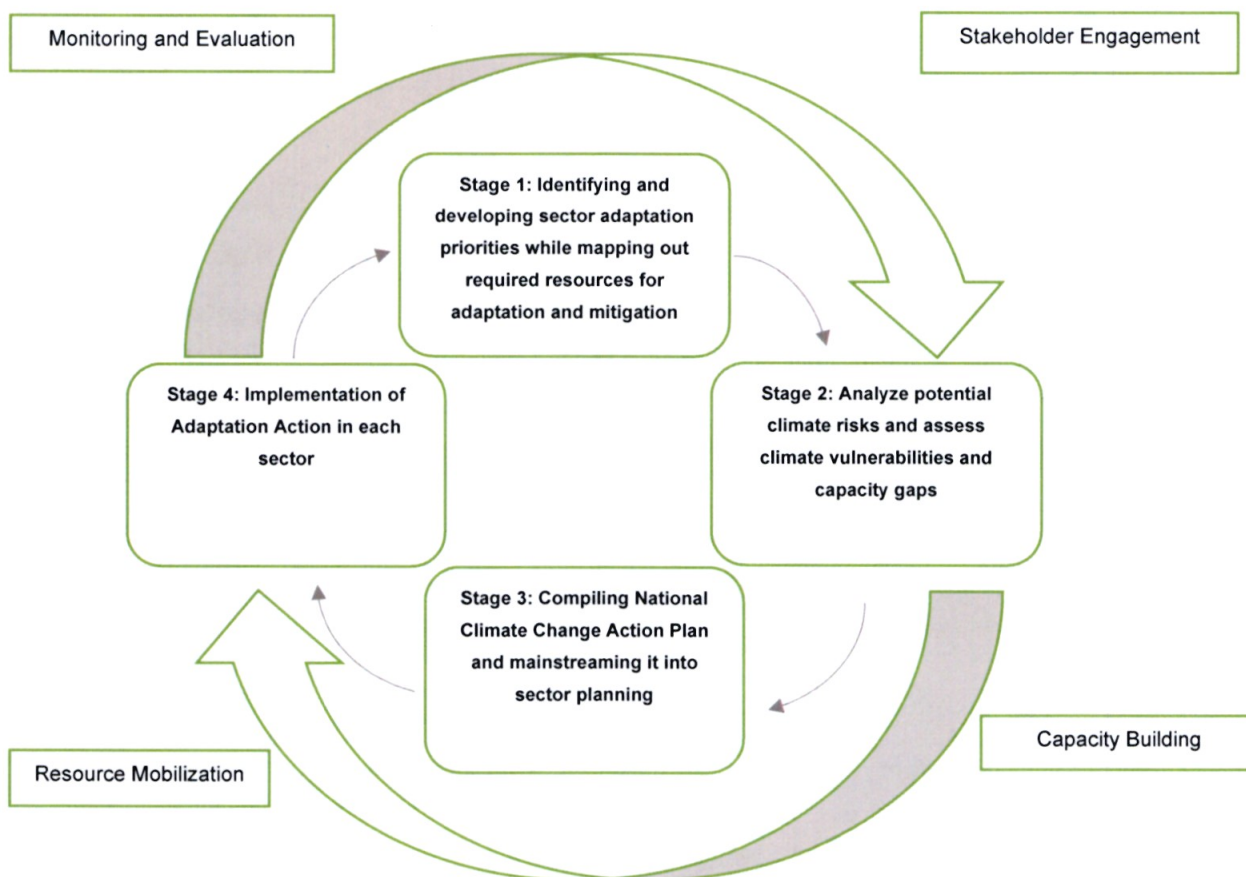 Monitoring and Evaluation
Stakeholder Engagement
Stage 1: Identifying and
developing sector adaptation
priorities while mapping out
required resources for
adaptation and mitigation
Stage 4: Implementation of
Adaptation Action in each
sector
Stage 2: Analyze potential
climate risks and assess
climate vulnerabilities and
capacity gaps
Stage 3: Compiling National
Climate Change Action Plan
and mainstreaming it into
sector planning
Resource Mobilization
Capacity Building